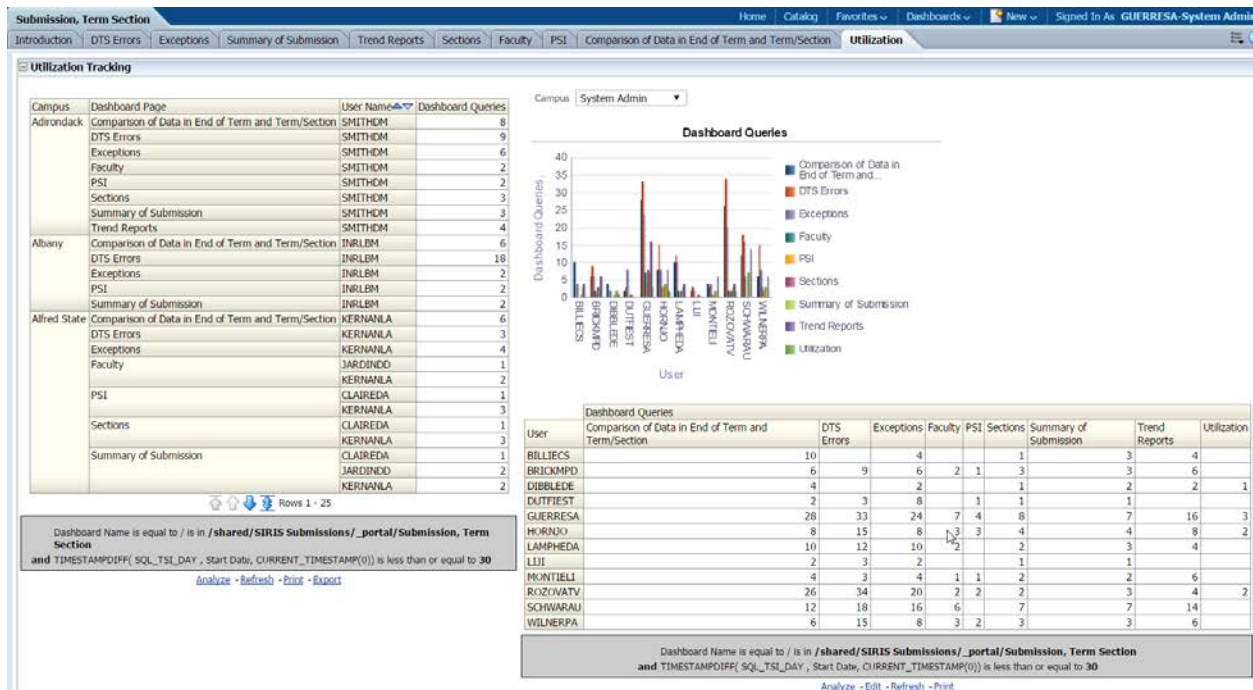 Submission, Term Section
Home Catalog Favorites Dashboards New Signed In As GUERRESA-System Admin
Introduction DTS Errors Exceptions Summary of Submission Trend Reports Sections Faculty PSI Comparison of Data in End of Term and Term/Section Utilization
Utilization Tracking
Campus Dashboard Page User Name Dashboard Queries
Adirondack Comparison of Data in End of Term and Term/Section SMITHDM 8
DTS Errors SMITHDM 9
Exceptions SMITHDM 6
Faculty SMITHDM 2
PSI SMITHDM 2
Sections SMITHDM 3
Summary of Submission SMITHDM 3
Trend Reports SMITHDM 4
Albany Comparison of Data in End of Term and Term/Section INRLBM 6
DTS Errors INRLBM 18
Exceptions INRLBM 2
PSI INRLBM 2
Summary of Submission INRLBM 2
Alfred State Comparison of Data in End of Term and Term/Section KERNANLA 6
DTS Errors KERNANLA 3
Exceptions KERNANLA 4
Faculty JARDINDD 1
KERNANLA 2
PSI CLAIREDA 1
KERNANLA 3
Sections CLAIREDA 1
KERNANLA 3
Summary of Submission CLAIREDA 1
JARDINDD 2
KERNANLA 2
Rows 1 - 25
Dashboard Name is equal to / is in /shared/SIRIS Submissions/_portal/Submission, Term
Section
and TIMESTAMPDIFF( SQL_TSI_DAY , Start Date, CURRENT_TIMESTAMP(0)) is less than or equal to 30
Analyze - Refresh - Print - Export
Campus System Admin
Dashboard Queries
Dashboard Queries
40
35
30
25
20
15
10
5
0
BILLIECS
BRICKMPD
DIBBLEDE
DUTFIEST
GUERRESA
HORNJO
LAMPHEDA
LIJI
MONTIELI
ROZOVATV
SCHWARAU
WILNERPA
User
Comparison of Data in
End of Term and...
DTS Errors
Exceptions
Faculty
PSI
Sections
Summary of Submission
Trend Reports
Utilization
Dashboard Queries
User Comparison of Data in End of Term and Term/Section DTS Errors Exceptions Faculty PSI Sections Summary of Submission Trend Reports Utilization
BILLIECS 10 4 1 3 4
BRICKMPD 6 9 6 2 1 3 3 6
DIBBLEDE 4 2 1 2 2 1
DUTFIEST 2 3 8 1 1 1
GUERRESA 28 33 24 7 4 8 7 16 3
HORNJO 8 15 8 3 3 4 4 8 2
LAMPHEDA 10 12 10 2 2 3 4
LIJI 2 3 2 1 1
MONTIELI 4 3 4 1 1 2 2 6
ROZOVATV 26 34 20 2 2 2 3 4 2
SCHWARAU 12 18 16 6 7 7 14
WILNERPA 6 15 8 3 2 3 3 6
Dashboard Name is equal to / is in /shared/SIRIS Submissions/_portal/Submission, Term Section
and TIMESTAMPDIFF( SQL_TSI_DAY , Start Date, CURRENT_TIMESTAMP(0)) is less than or equal to 30
Analyze - Edit - Refresh - Print